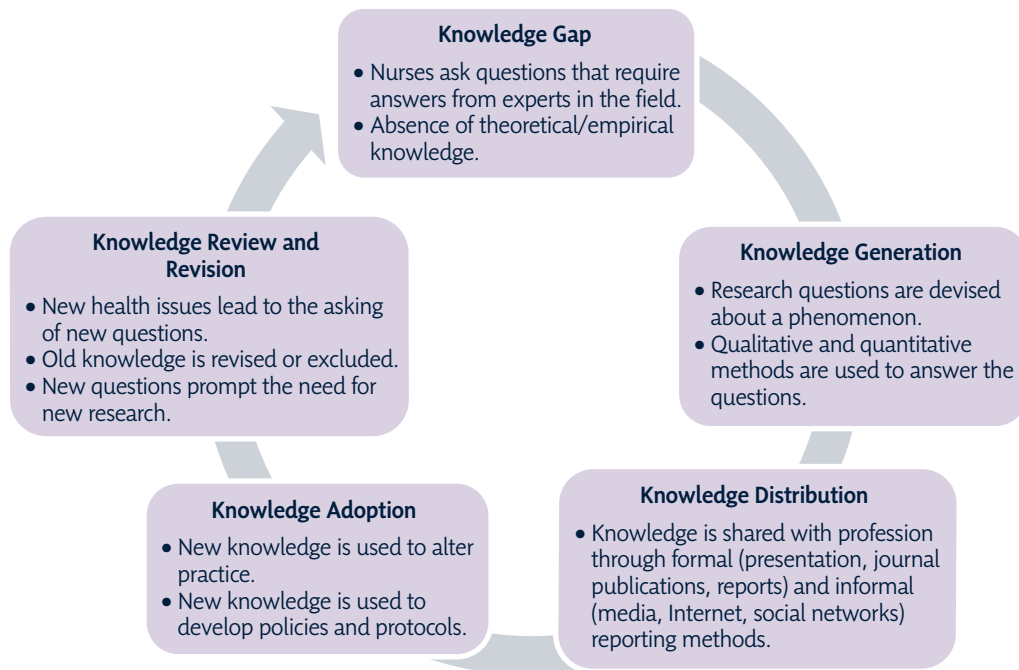 Knowledge Gap
• Nurses ask questions that require
answers from experts in the field.
• Absence of theoretical/empirical
knowledge.
Knowledge Generation
• Research questions are devised
about a phenomenon.
• Qualitative and quantitative
methods are used to answer the
questions.
Knowledge Distribution
• Knowledge is shared with profession
through formal (presentation, journal
publications, reports) and informal
(media, Internet, social networks)
reporting methods.
Knowledge Adoption
• New knowledge is used to alter
practice.
• New knowledge is used to
develop policies and protocols.
Knowledge Review and
Revision
• New health issues lead to the asking
of new questions.
• Old knowledge is revised or excluded.
• New questions prompt the need for
new research.